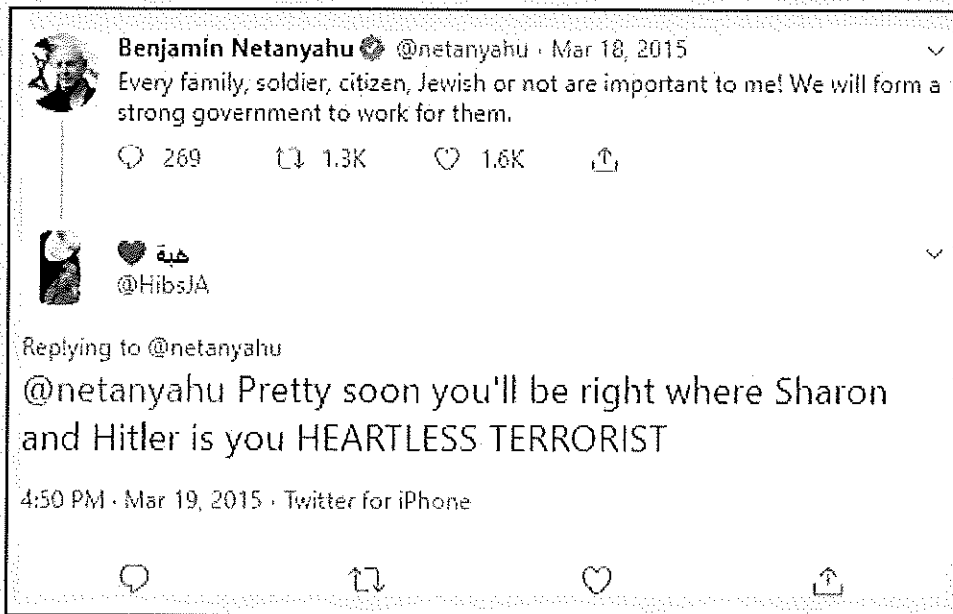 Benjamin Netanyahu @netanyahu · Mar 18, 2015
Every family, soldier, citizen, Jewish or not are important to me! We will form a
strong government to work for them.
269 1.3K 1.6K
هبة
@HibsJA
Replying to @netanyahu
@netanyahu Pretty soon you'll be right where Sharon
and Hitler is you HEARTLESS TERRORIST
4:50 PM · Mar 19, 2015 · Twitter for iPhone